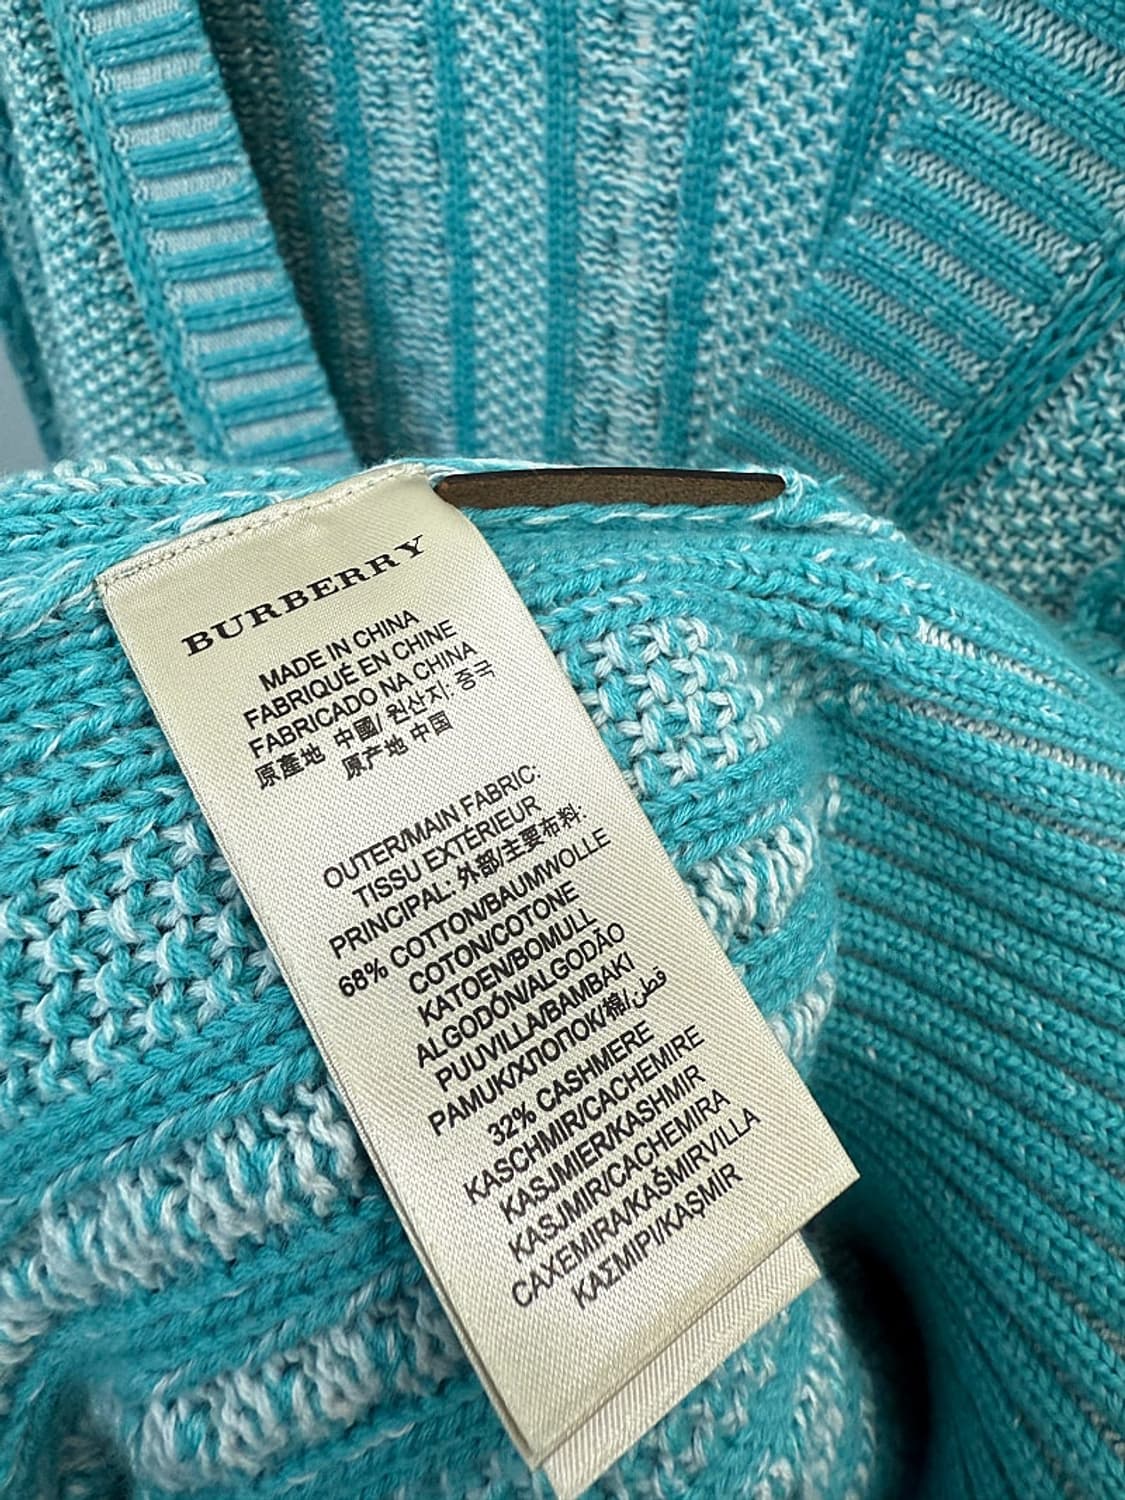 BURBERRY
MADE IN CHINA
FABRIQUÉ EN CHINE
FABRICADO NA CHINA
原產地 中國/ 원산지: 중국
原产地 中国
OUTER/MAIN FABRIC:
TISSU EXTÉRIEUR
PRINCIPAL: 外部/主要布料:
68% COTTON/BAUMWOLLE
COTON/COTONE
KATOEN/BOMULL
ALGODÓN/ALGODÃO
PUUVILLA/BAMBAKI
PAMUK/ΧΛΟΠΟΚ/棉/قطن
32% CASHMERE
KASCHMIR/CACHEMIRE
KASJMIER/KASHMIR
KASJMIR/CACHEMIRA
CAXEMIRA/KAŠMIRVILLA
ΚΑΣΜΙΡΙ/KAŞMİR